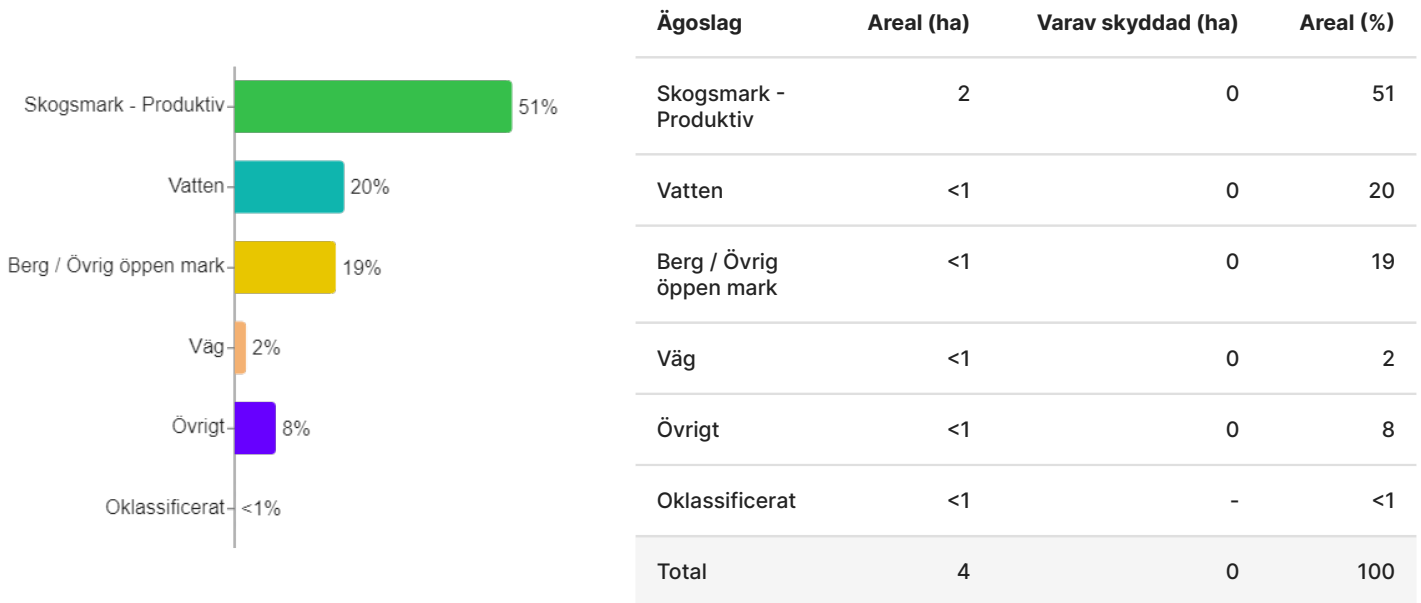 Skogsmark - Produktiv 51%
Vatten 20%
Berg / Övrig öppen mark 19%
Väg 2%
Övrigt 8%
Oklassificerat <1%
Ägoslag Areal (ha) Varav skyddad (ha) Areal (%)
Skogsmark - 2 0 51
Produktiv
Vatten <1 0 20
Berg / Övrig <1 0 19
öppen mark
Väg <1 0 2
Övrigt <1 0 8
Oklassificerat <1 - <1
Total 4 0 100